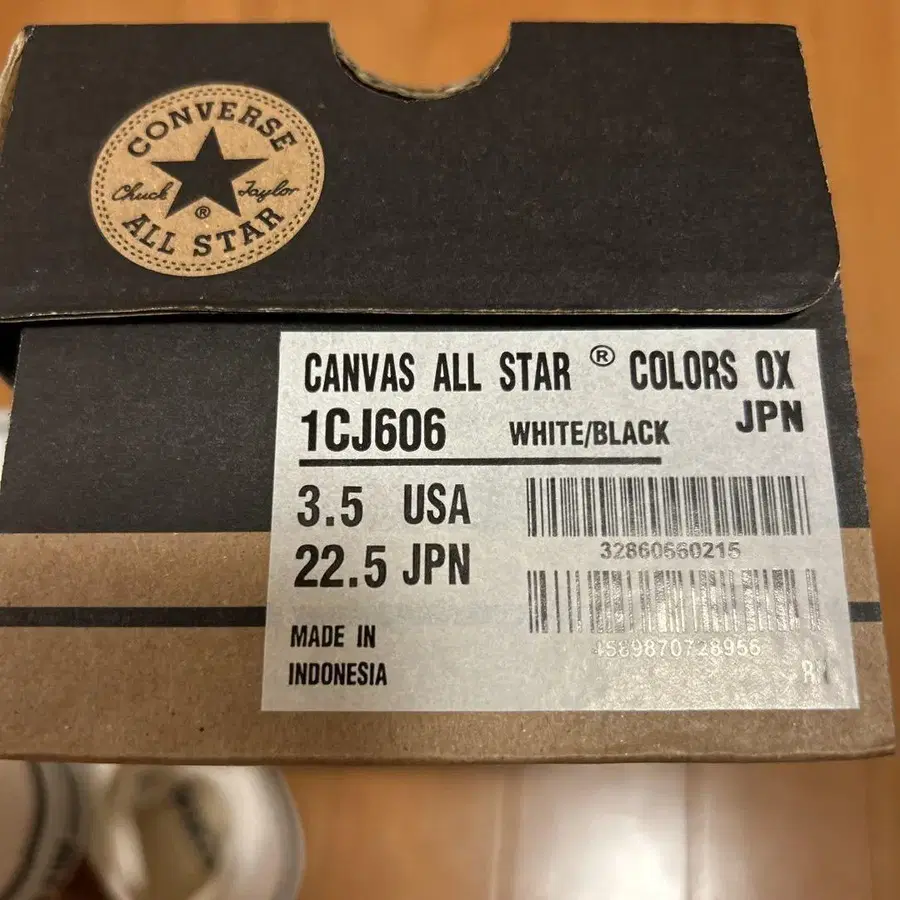 CONVERSE
Chuck Taylor
®
ALL STAR
CANVAS ALL STAR ® COLORS OX
1CJ606 WHITE/BLACK JPN
3.5 USA
32860560215
22.5 JPN
4589870728956
MADE IN
INDONESIA